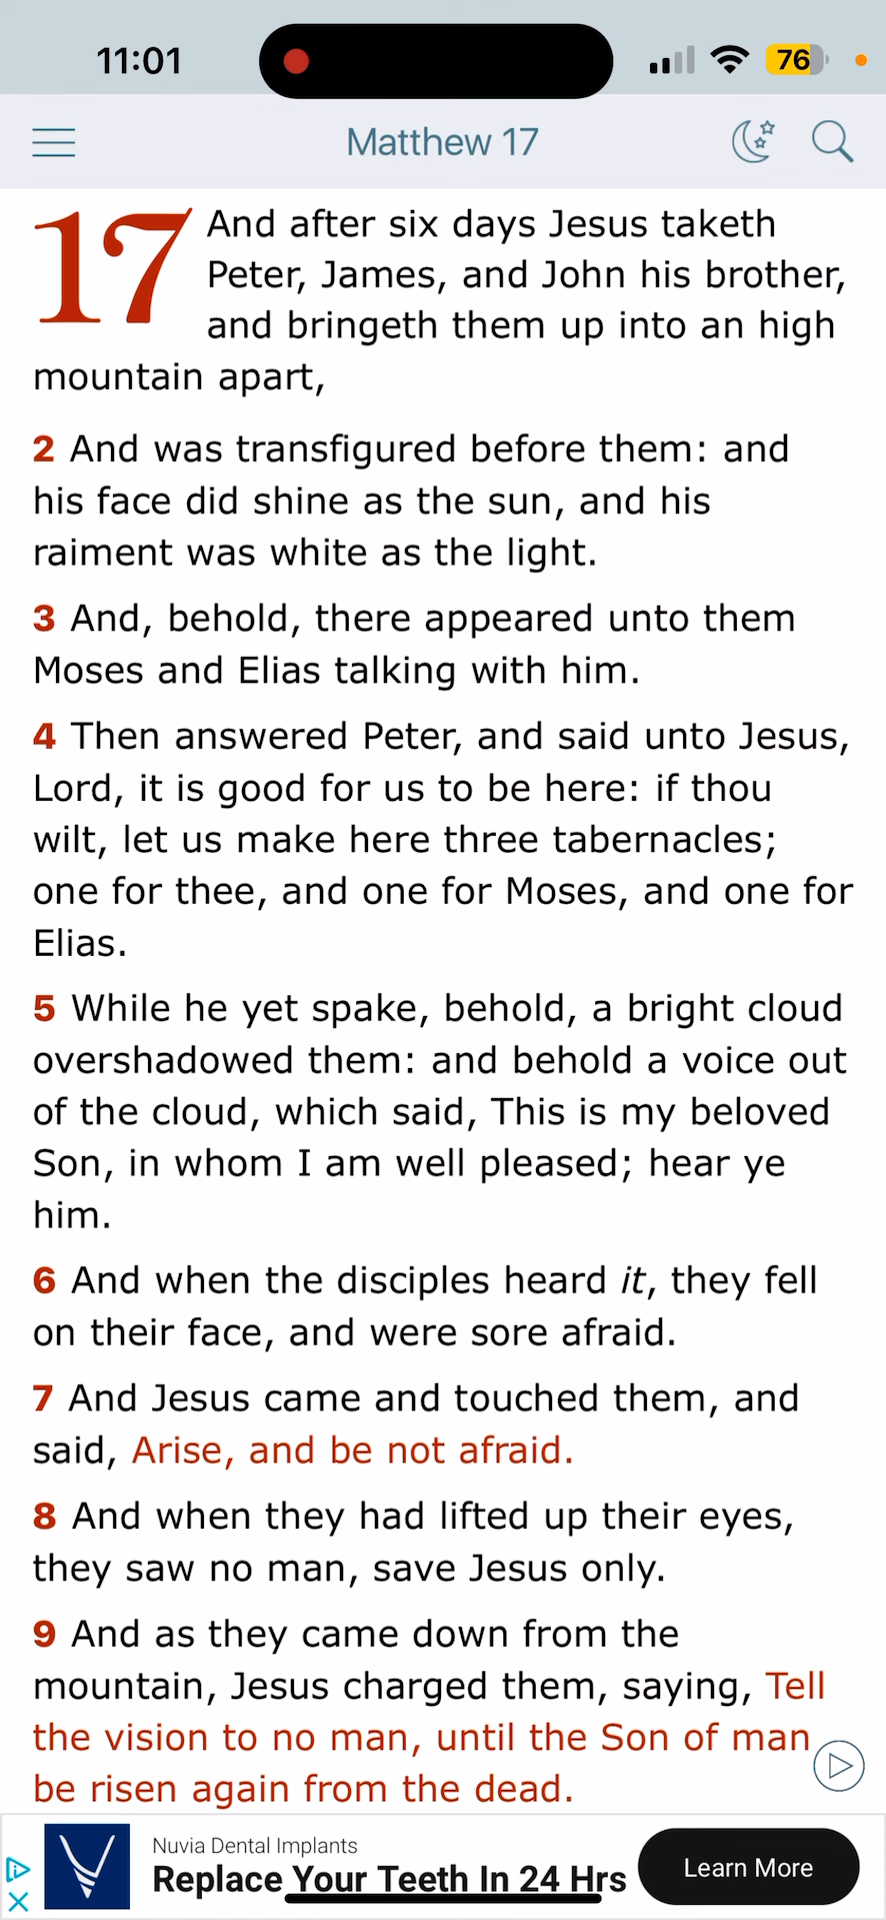 11:01
76
Matthew 17
17 And after six days Jesus taketh
Peter, James, and John his brother,
and bringeth them up into an high
mountain apart,
2 And was transfigured before them: and
his face did shine as the sun, and his
raiment was white as the light.
3 And, behold, there appeared unto them
Moses and Elias talking with him.
4 Then answered Peter, and said unto Jesus,
Lord, it is good for us to be here: if thou
wilt, let us make here three tabernacles;
one for thee, and one for Moses, and one for
Elias.
5 While he yet spake, behold, a bright cloud
overshadowed them: and behold a voice out
of the cloud, which said, This is my beloved
Son, in whom I am well pleased; hear ye
him.
6 And when the disciples heard it, they fell
on their face, and were sore afraid.
7 And Jesus came and touched them, and
said, Arise, and be not afraid.
8 And when they had lifted up their eyes,
they saw no man, save Jesus only.
9 And as they came down from the
mountain, Jesus charged them, saying, Tell
the vision to no man, until the Son of man
be risen again from the dead.
Nuvia Dental Implants
Replace Your Teeth In 24 Hrs
Learn More